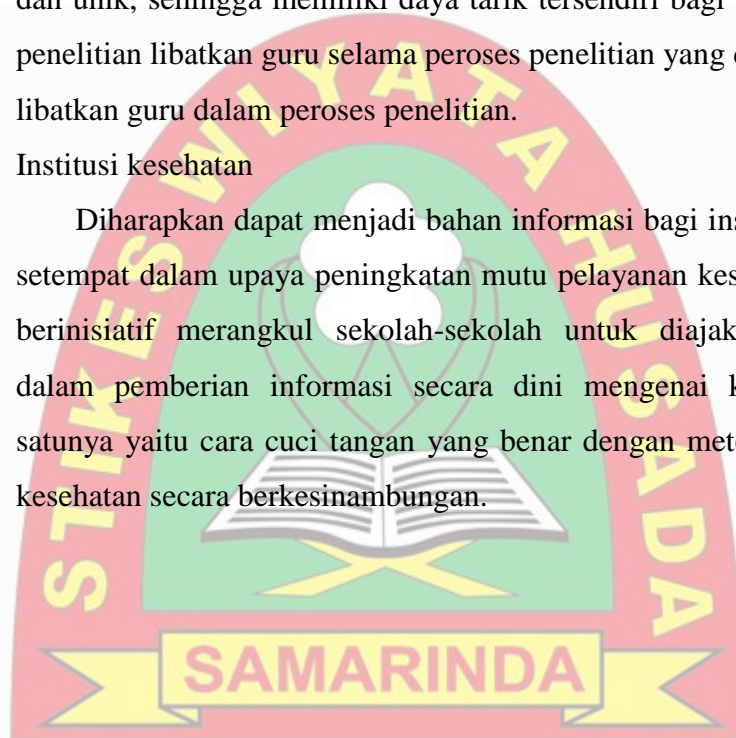 dan unik, sehingga memiliki daya tarik tersendiri bagi
penelitian libatkan guru selama peroses penelitian yang
libatkan guru dalam peroses penelitian.
Institusi kesehatan
Diharapkan dapat menjadi bahan informasi bagi
setempat dalam upaya peningkatan mutu pelayanan
berinisiatif merangkul sekolah-sekolah untuk diajak
dalam pemberian informasi secara dini mengenai
satunya yaitu cara cuci tangan yang benar dengan
kesehatan secara berkesinambungan.
STIKES WIYATA HUSADA
SAMARINDA